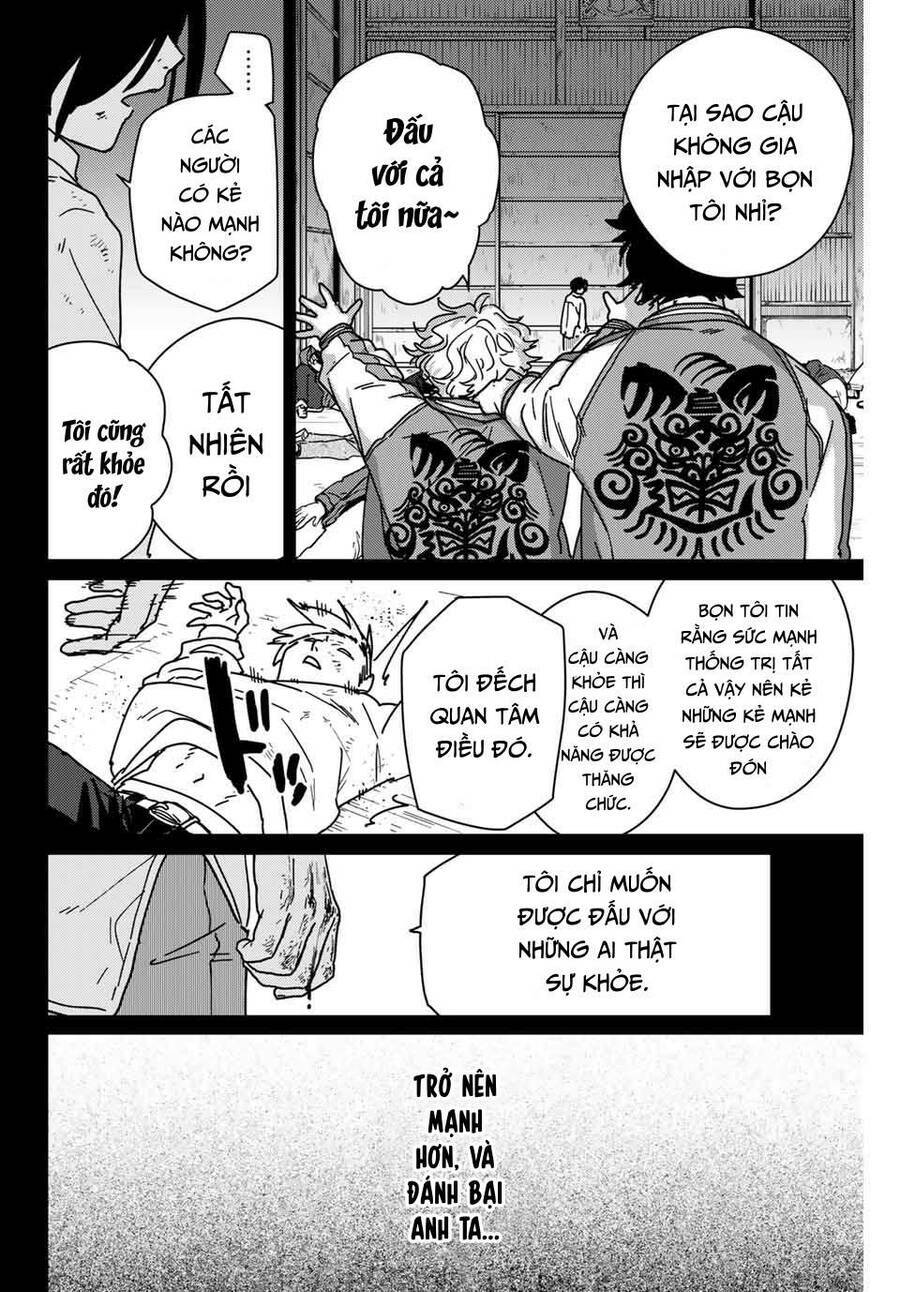 TẠI SAO CẬU
KHÔNG GIA
NHẬP VỚI BỌN
TÔI NHỈ?
Đấu
với cả
tôi nữa~
......
CÁC
NGƯỜI
CÓ KẺ
NÀO MẠNH
KHÔNG?
TẤT
NHIÊN
RỒI
Tôi cũng
rất khỏe
đó!
BỌN TÔI TIN
RẰNG SỨC MẠNH
THỐNG TRỊ TẤT
CẢ VẬY NÊN KẺ
NHỮNG KẺ MẠNH
SẼ ĐƯỢC CHÀO
ĐÓN
VÀ
CẬU CÀNG
KHỎE THÌ
CẬU CÀNG
CÓ KHẢ
NĂNG ĐƯỢC
THĂNG
CHỨC.
TÔI ĐẾCH
QUAN TÂM
ĐIỀU ĐÓ.
TÔI CHỈ MUỐN
ĐƯỢC ĐẤU VỚI
NHỮNG AI THẬT
SỰ KHỎE.
TRỞ NÊN
MẠNH
HƠN, VÀ
ĐÁNH BẠI
ANH TA...